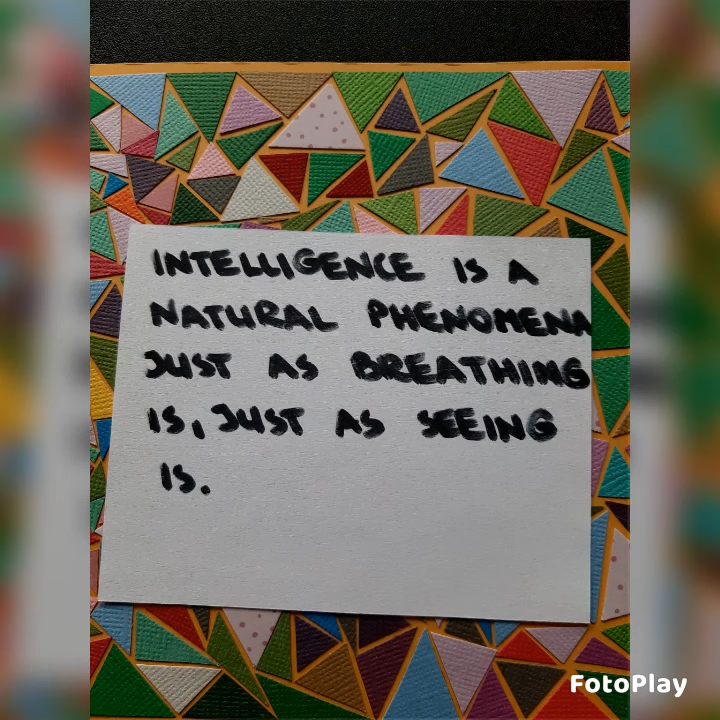 INTELLIGENCE IS A
NATURAL PHENOMENA
JUST AS BREATHING
IS, JUST AS SEEING
IS.
FotoPlay